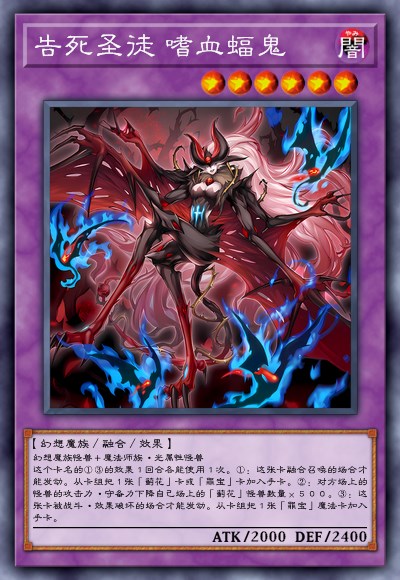 告死圣徒 嗜血蝠鬼
やみ
闇
【幻想魔族／融合／效果】
幻想魔族怪兽＋魔法师族・光属性怪兽
这个卡名的①③的效果1回合各能使用1次。①：这张卡融合召唤的场合才
能发动。从卡组把1张「蓟花」卡或「罪宝」卡加入手卡。②：对方场上的
怪兽的攻击力・守备力下降自己场上的「蓟花」怪兽数量×500。③：这
张卡被战斗・效果破坏的场合才能发动。从卡组把1张「罪宝」魔法卡加入
手卡。
ATK/2000 DEF/2400